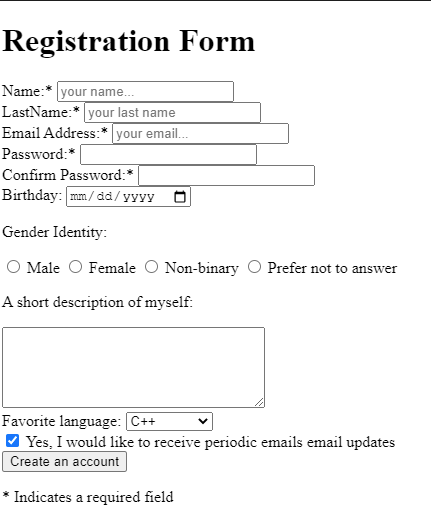 Registration Form
Name:* your name...
LastName:* your last name
Email Address:* your email...
Password:*
Confirm Password:*
Birthday: mm/dd/yyyy
Gender Identity:
Male Female Non-binary Prefer not to answer
A short description of myself:
Favorite language: C++
Yes, I would like to receive periodic emails email updates
Create an account
* Indicates a required field